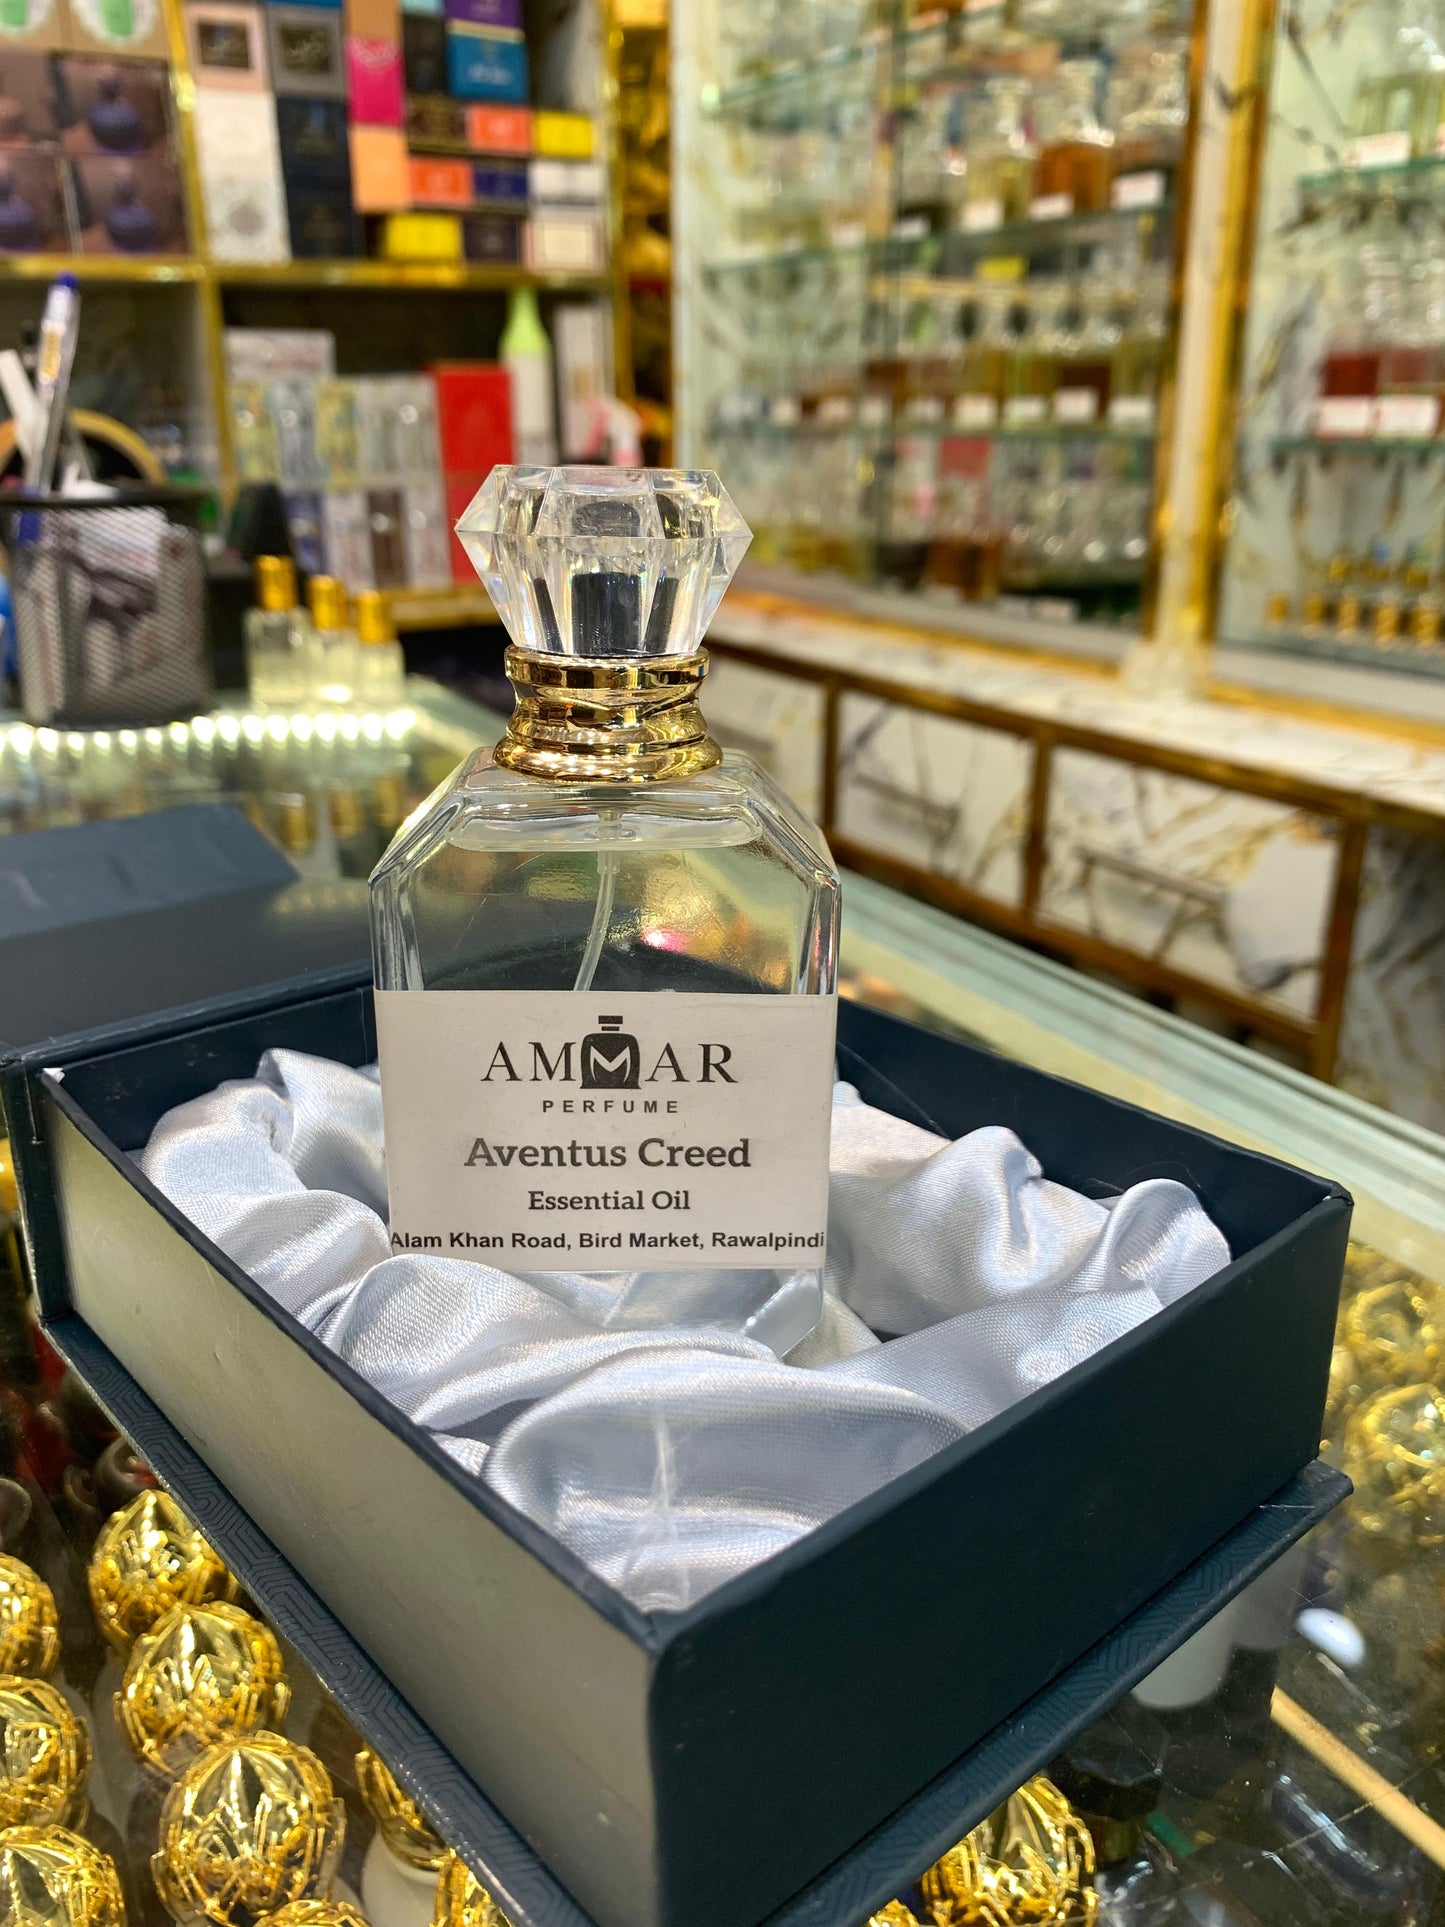 AMMAR
PERFUME
Aventus Creed
Essential Oil
Alam Khan Road, Bird Market, Rawalpindi